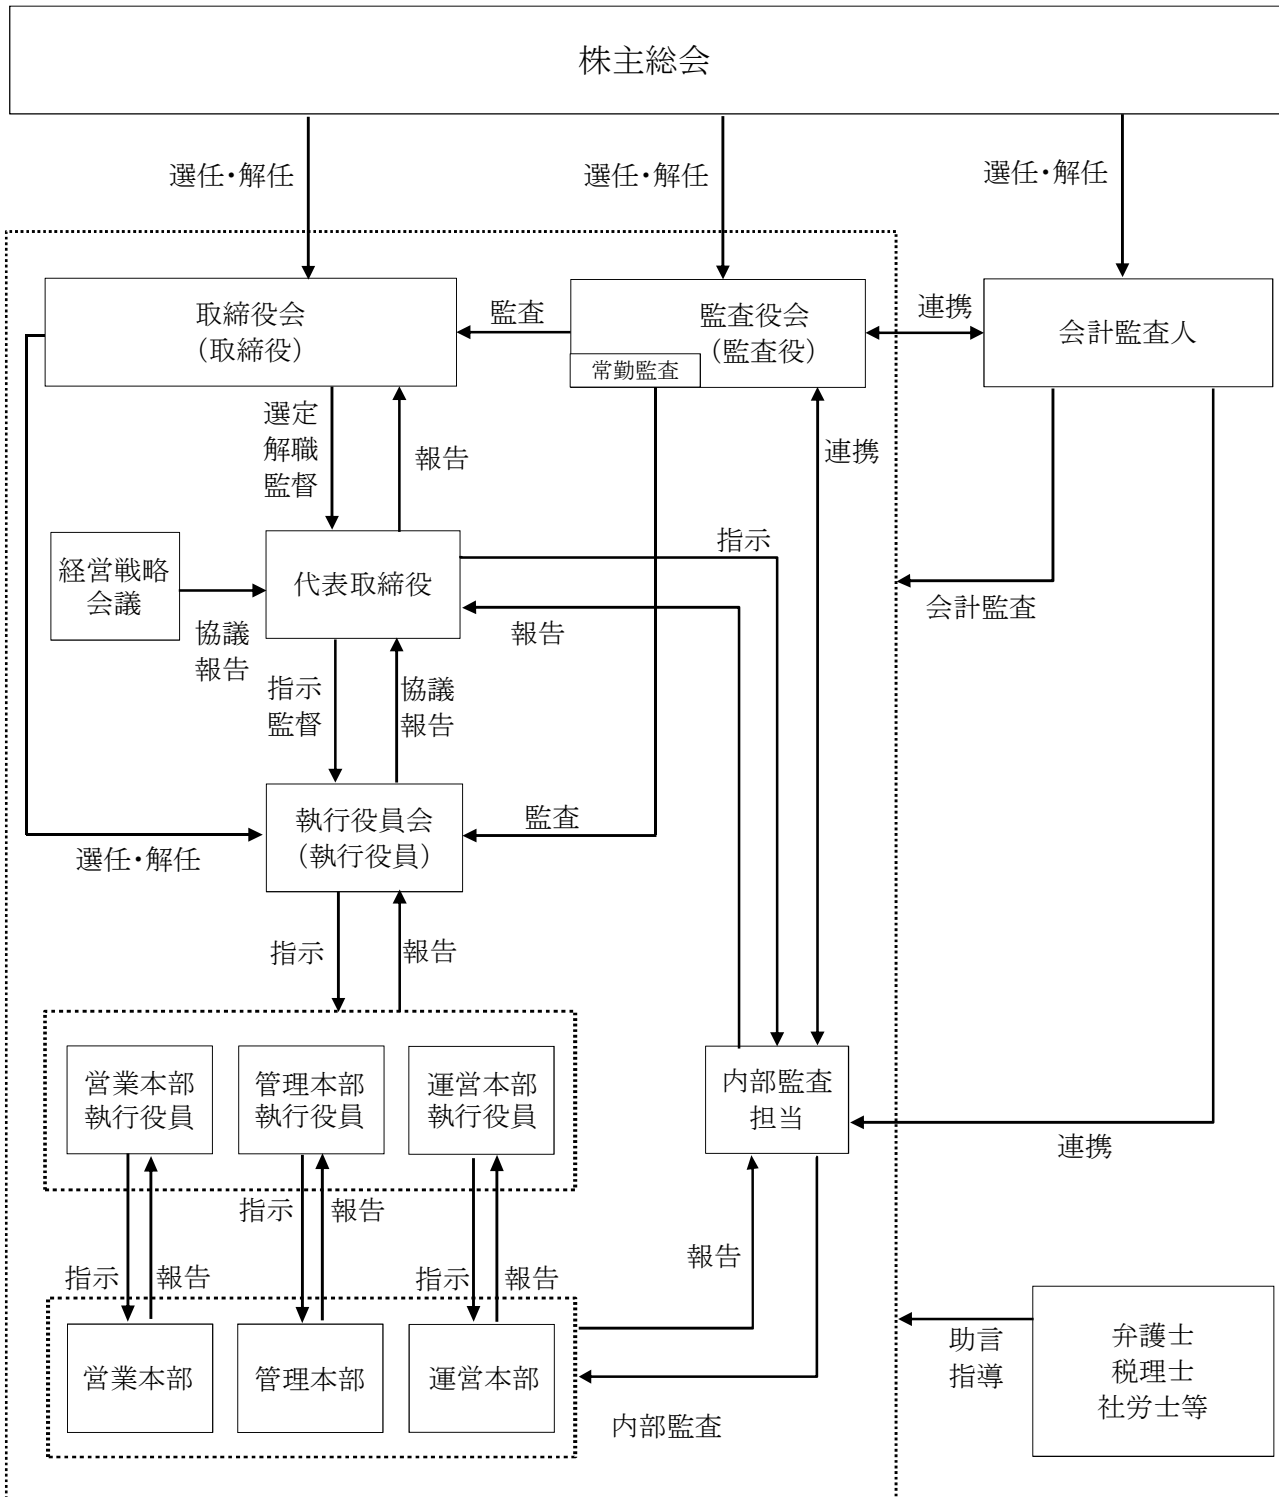 株主総会
選任・解任
選任・解任
選任・解任
取締役会
（取締役）
監査
監査役会
（監査役）
常勤監査
連携
会計監査人
選定
解職
監督
報告
連携
経営戦略
会議
代表取締役
指示
会計監査
協議
報告
報告
指示
監督
協議
報告
執行役員会
（執行役員）
監査
選任・解任
指示
報告
営業本部
執行役員
管理本部
執行役員
運営本部
執行役員
内部監査
担当
連携
指示
報告
指示
報告
指示
報告
報告
営業本部
管理本部
運営本部
内部監査
助言
指導
弁護士
税理士
社労士等